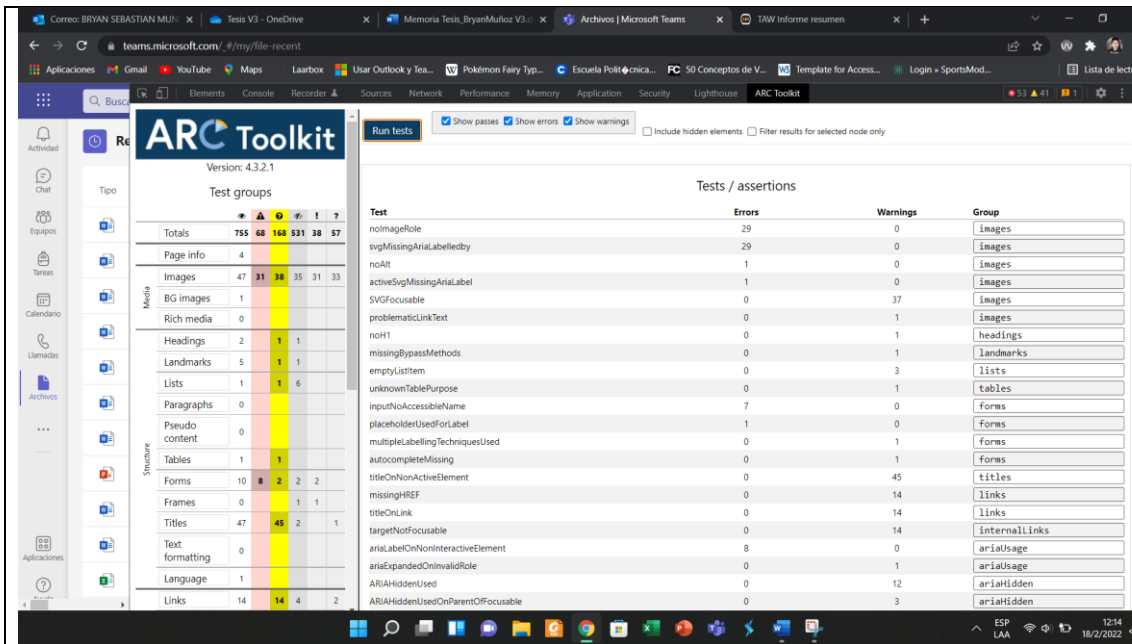 Correo: BRYAN SEBASTIAN MUN
Tesis V3 - OneDrive
Memoria Tesis_BryanMuñoz V3.d
Archivos | Microsoft Teams
TAW Informe resumen
teams.microsoft.com/_#/my/file-recent
Aplicaciones Gmail YouTube Maps Laarbox Usar Outlook y Tea... Pokémon Fairy Typ... Escuela Polit�cnica... FC 50 Conceptos de V... Template for Access... Login » SportsMod... Lista de lect
Elements Console Recorder Sources Network Performance Memory Application Security Lighthouse ARC Toolkit 53 41 1
Busca
Actividad
Chat
Equipos
Tareas
Calendario
Llamadas
Archivos
Aplicaciones
Ayuda
Re
Tipo
ARC Toolkit
Version: 4.3.2.1
Test groups
! ?
Totals 755 68 168 531 38 57
Page info 4
Media
Images 47 31 38 35 31 33
BG images 1
Rich media 0
Structure
Headings 2 1 1
Landmarks 5 1 1
Lists 1 1 6
Paragraphs 0
Pseudo content 0
Tables 1 1
Forms 10 8 2 2 2
Frames 0 1 1
Titles 47 45 2 1
Text formatting 0
Language 1
Links 14 14 4 2
Run tests
Show passes Show errors Show warnings
Include hidden elements Filter results for selected node only
Tests / assertions
Test Errors Warnings Group
noImageRole 29 0 images
svgMissingAriaLabelledby 29 0 images
noAlt 1 0 images
activeSvgMissingAriaLabel 1 0 images
SVGFocusable 0 37 images
problematicLinkText 0 1 images
noH1 0 1 headings
missingBypassMethods 0 1 landmarks
emptyListItem 0 3 lists
unknownTablePurpose 0 1 tables
inputNoAccessibleName 7 0 forms
placeholderUsedForLabel 1 0 forms
multipleLabellingTechniquesUsed 0 1 forms
autocompleteMissing 0 1 forms
titleOnNonActiveElement 0 45 titles
missingHREF 0 14 links
titleOnLink 0 14 links
targetNotFocusable 0 14 internalLinks
ariaLabelOnNonInteractiveElement 8 0 ariaUsage
ariaExpandedOnInvalidRole 0 1 ariaUsage
ARIAHiddenUsed 0 12 ariaHidden
ARIAHiddenUsedOnParentOfFocusable 0 3 ariaHidden
ESP
LAA
12:14
18/2/2022